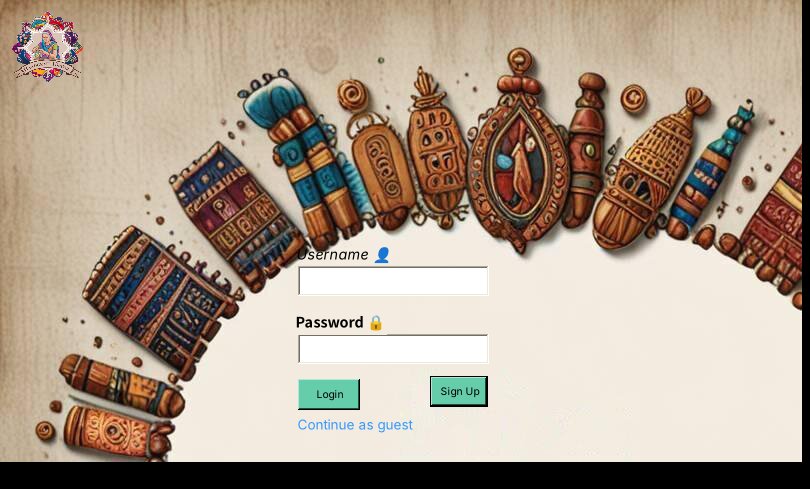 Username 👤
Password 🔒
Login
Sign Up
Continue as guest